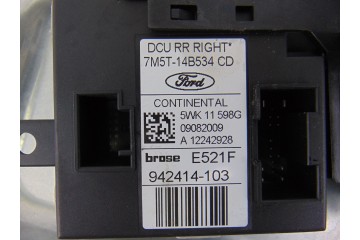 DCU RR RIGHT*
7M5T-14B534 CD
Ford
CONTINENTAL
5WK 11 598G
09082009
A 12242928
brose E521F
942414-103